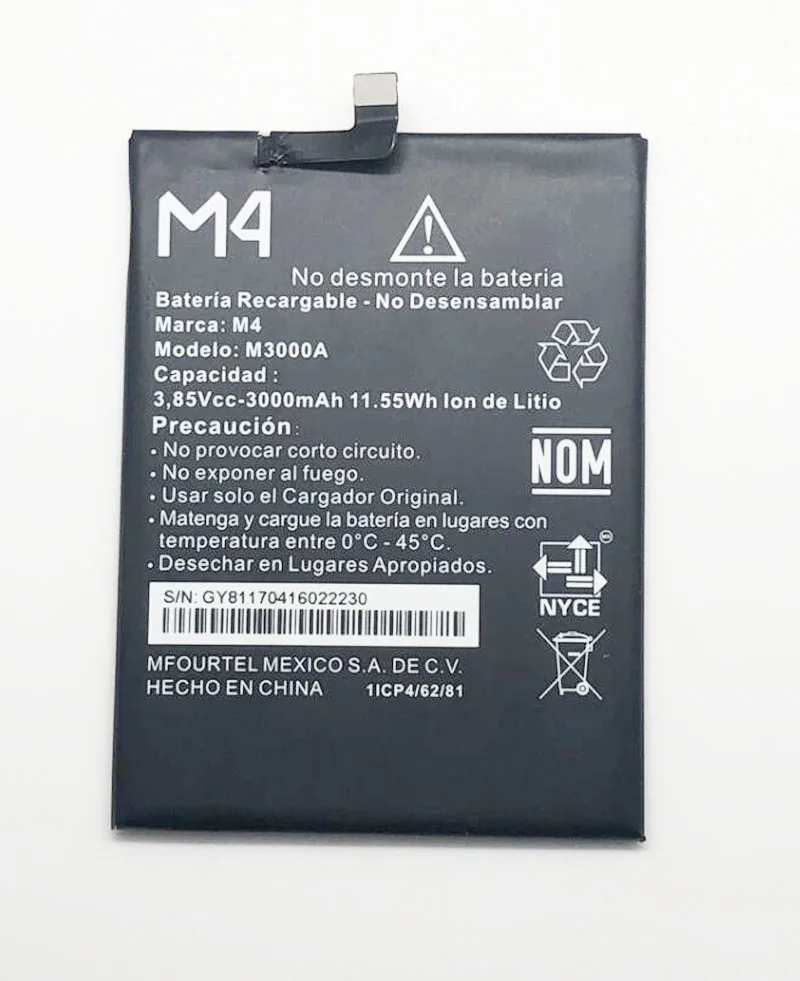 M4
No desmonte la bateria
Batería Recargable - No Desensamblar
Marca: M4
Modelo: M3000A
Capacidad :
3,85Vcc-3000mAh 11.55Wh Ion de Litio
Precaución:
• No provocar corto circuito.
• No exponer al fuego.
• Usar solo el Cargador Original.
• Matenga y cargue la batería en lugares con
temperatura entre 0°C - 45°C.
• Desechar en Lugares Apropiados.
NOM
NYCE
S/N: GY81170416022230
MFOURTEL MEXICO S.A. DE C.V.
HECHO EN CHINA 1ICP4/62/81